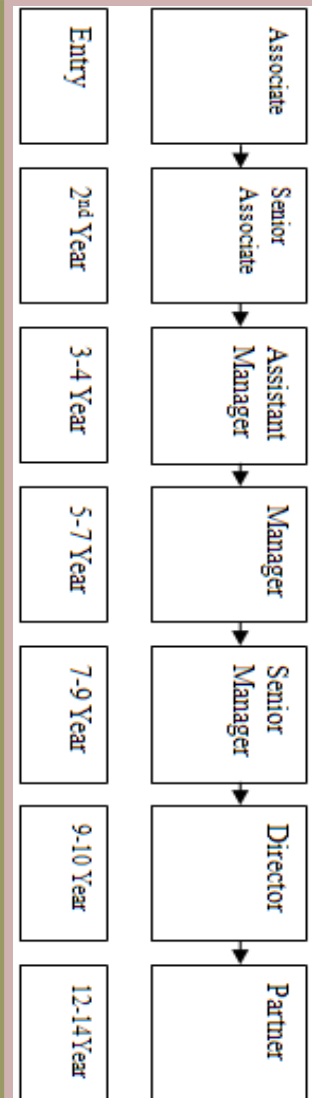 Associate
Senior
Associate
Assistant
Manager
Manager
Senior
Manager
Director
Partner
Entry
2nd Year
3-4 Year
5-7 Year
7-9 Year
9-10 Year
12-14 Year